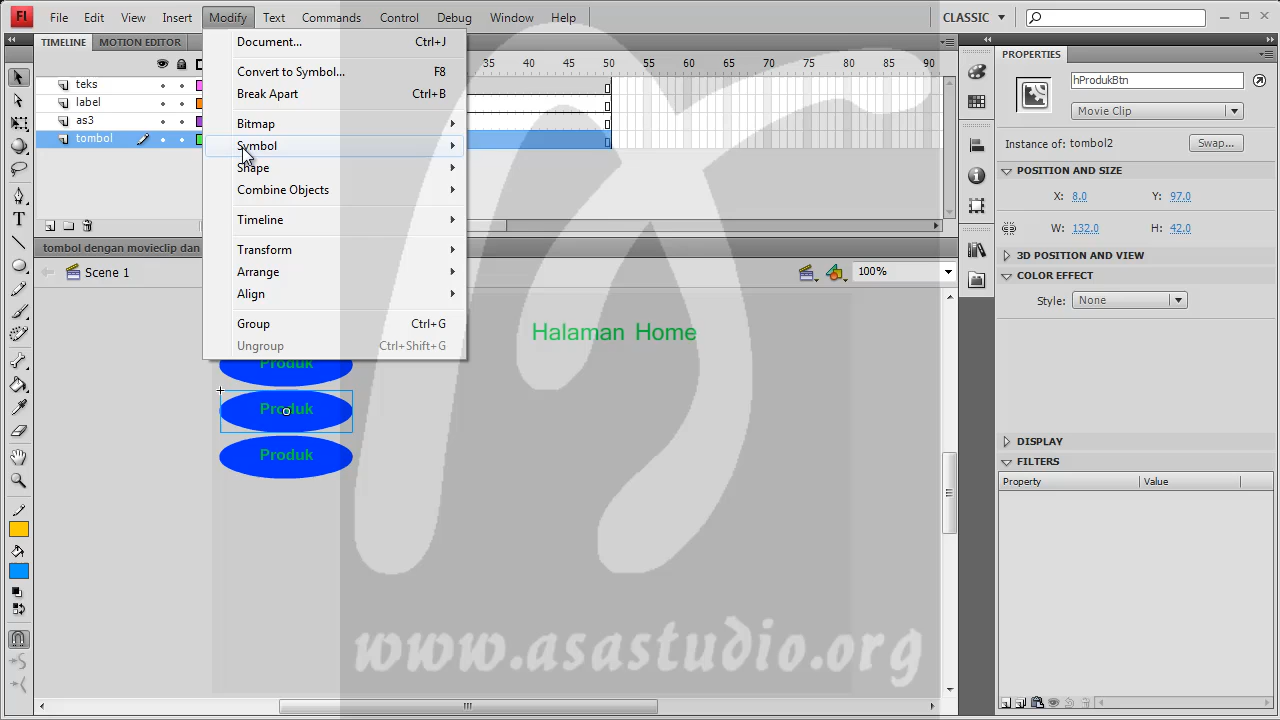 Fl File Edit View Insert Modify Text Commands Control Debug Window Help CLASSIC
TIMELINE MOTION EDITOR
35 40 45 50 55 60 65 70 75 80 85 90
teks
label
as3
tombol
Document... Ctrl+J
Convert to Symbol... F8
Break Apart Ctrl+B
Bitmap
Symbol
Shape
Combine Objects
Timeline
Transform
Arrange
Align
Group Ctrl+G
Ungroup Ctrl+Shift+G
tombol dengan movieclip dan
Scene 1
100%
Halaman Home
Produk
Produk
Produk
www.asastudio.org
PROPERTIES
hProdukBtn
Movie Clip
Instance of: tombol2 Swap...
POSITION AND SIZE
X: 8.0 Y: 97.0
W: 132.0 H: 42.0
3D POSITION AND VIEW
COLOR EFFECT
Style: None
DISPLAY
FILTERS
Property Value